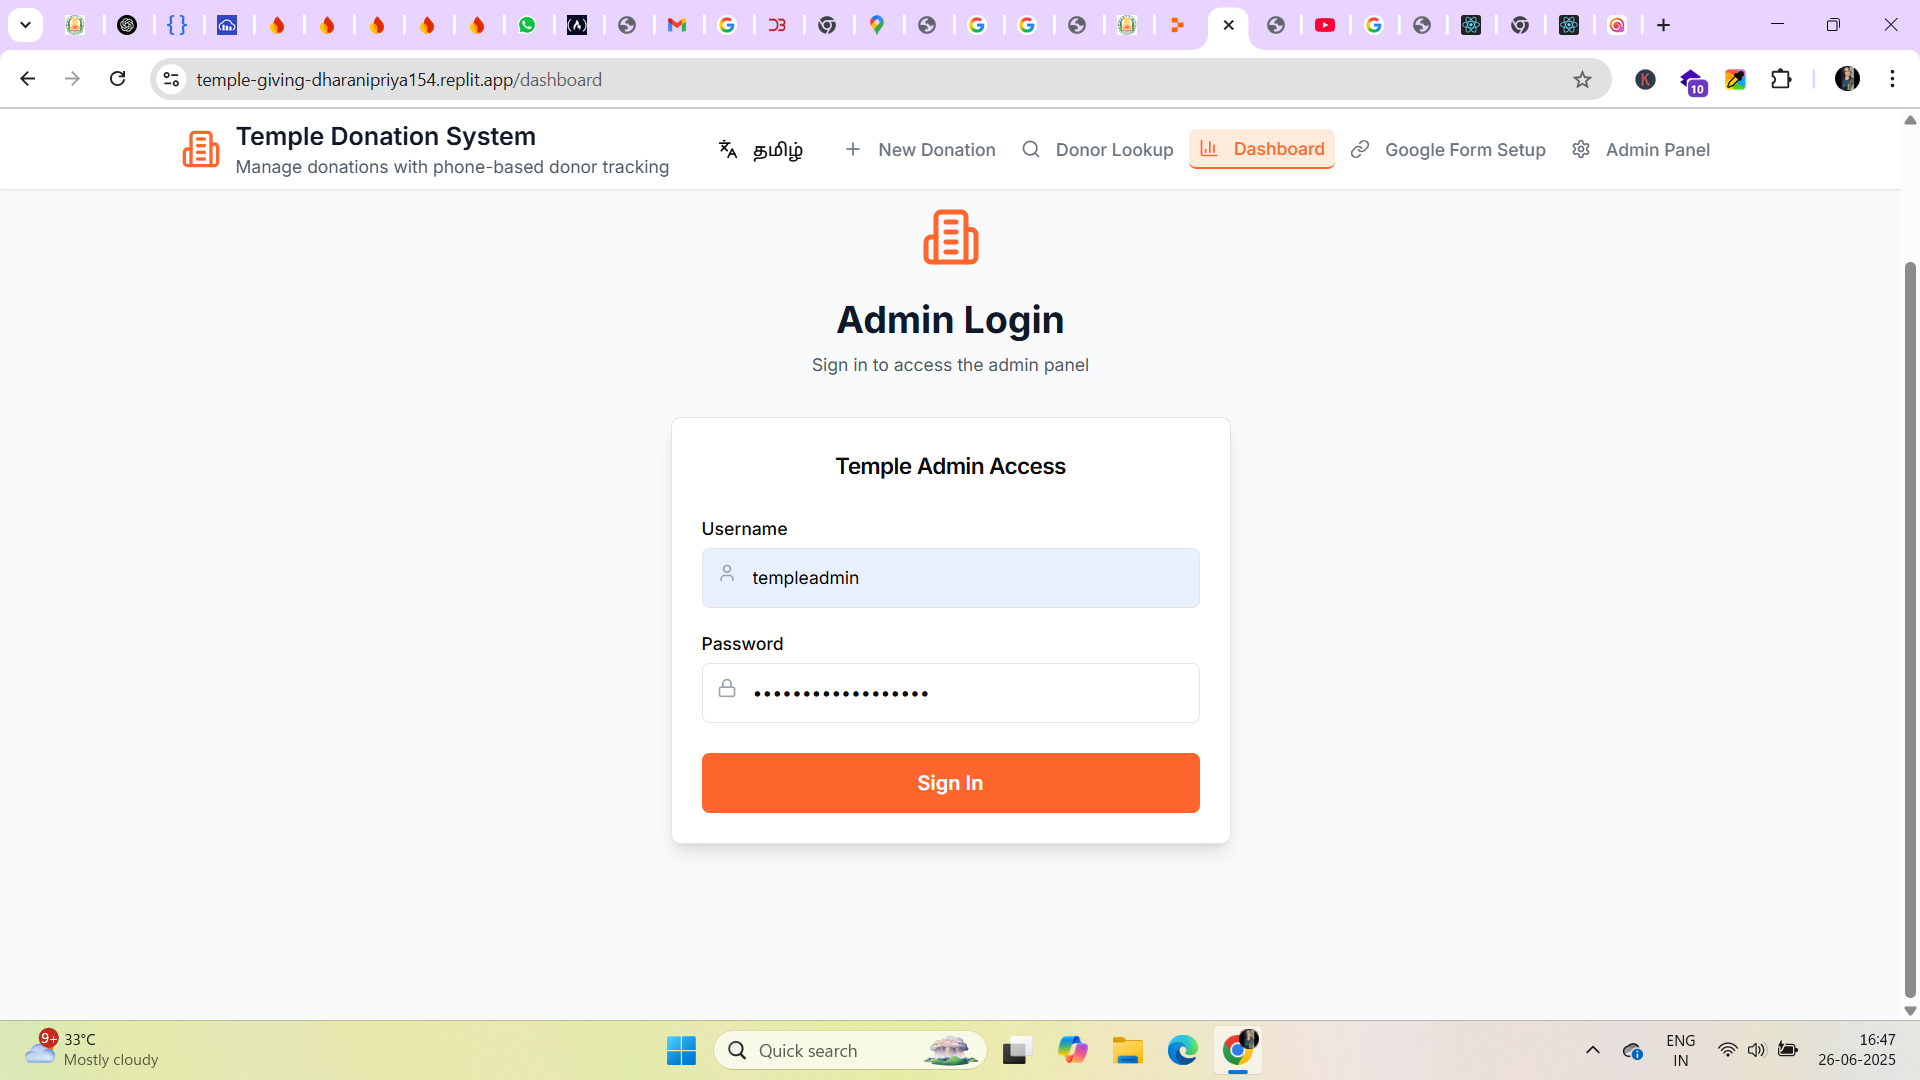 temple-giving-dharanipriya154.replit.app/dashboard
10
Temple Donation System
Manage donations with phone-based donor tracking
தமிழ்
New Donation
Donor Lookup
Dashboard
Google Form Setup
Admin Panel
Admin Login
Sign in to access the admin panel
Temple Admin Access
Username
templeadmin
Password
••••••••••••••••••
Sign In
9+
33°C
Mostly cloudy
Quick search
ENG
IN
16:47
26-06-2025